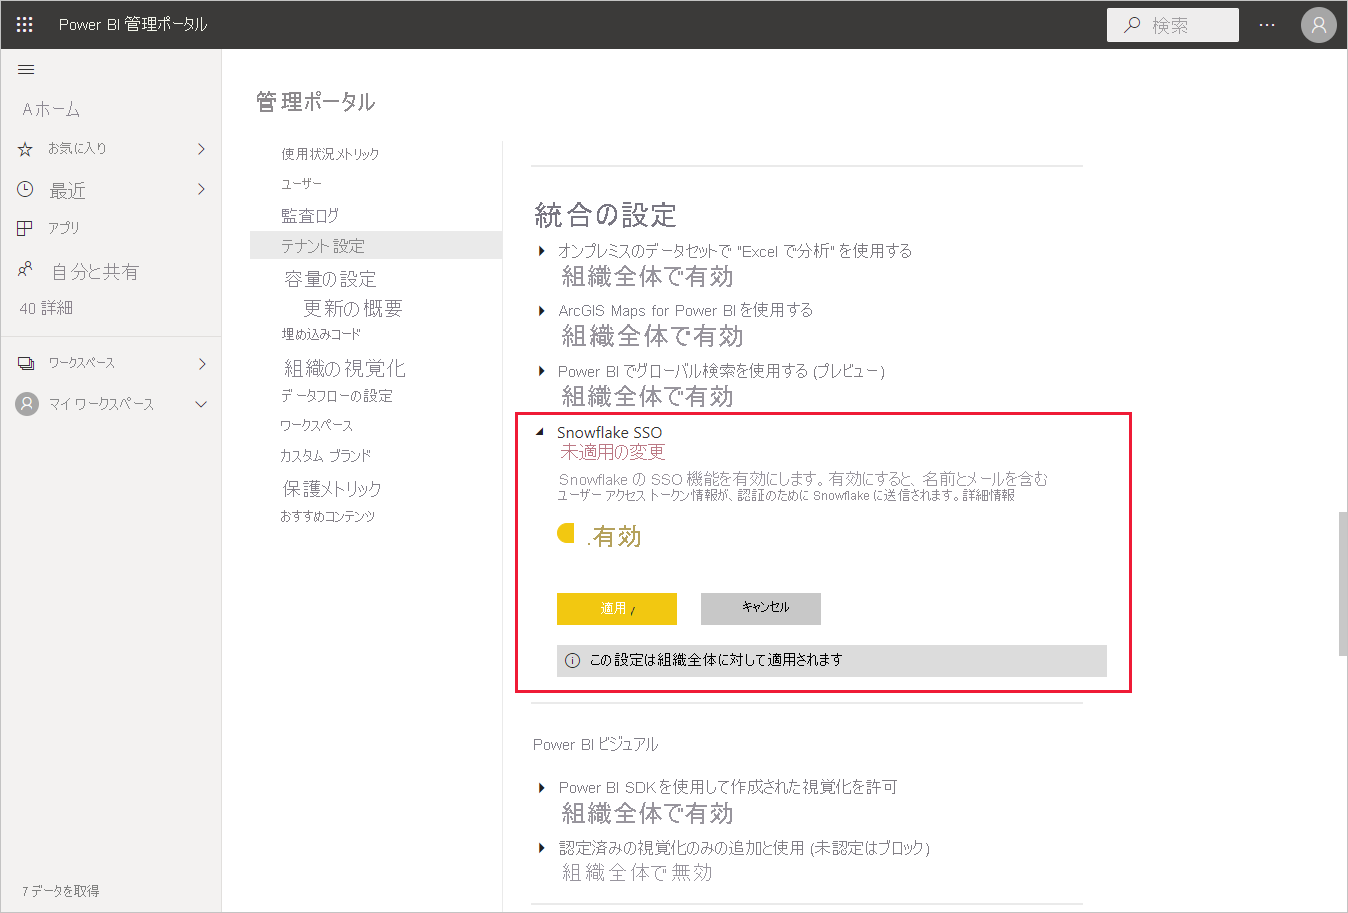 Power BI 管理ポータル
検索
管理ポータル
Aホーム
お気に入り
最近
アプリ
自分と共有
40 詳細
ワークスペース
マイ ワークスペース
7 データを取得
使用状況メトリック
ユーザー
監査ログ
テナント設定
容量の設定
更新の概要
埋め込みコード
組織の視覚化
データフローの設定
ワークスペース
カスタム ブランド
保護メトリック
おすすめコンテンツ
統合の設定
オンプレミスのデータセットで "Excel で分析" を使用する
組織全体で有効
ArcGIS Maps for Power BIを使用する
組織全体で有効
Power BI でグローバル検索を使用する (プレビュー)
組織全体で有効
Snowflake SSO
未適用の変更
Snowflake の SSO 機能を有効にします。有効にすると、名前とメールを含む
ユーザー アクセス トークン情報が、認証のために Snowflake に送信されます。詳細情報
.有効
適用 /
キャンセル
この設定は組織全体に対して適用されます
Power BI ビジュアル
Power BI SDKを使用して作成された視覚化を許可
組織全体で有効
認定済みの視覚化のみの追加と使用 (未認定はブロック)
組織全体で無効